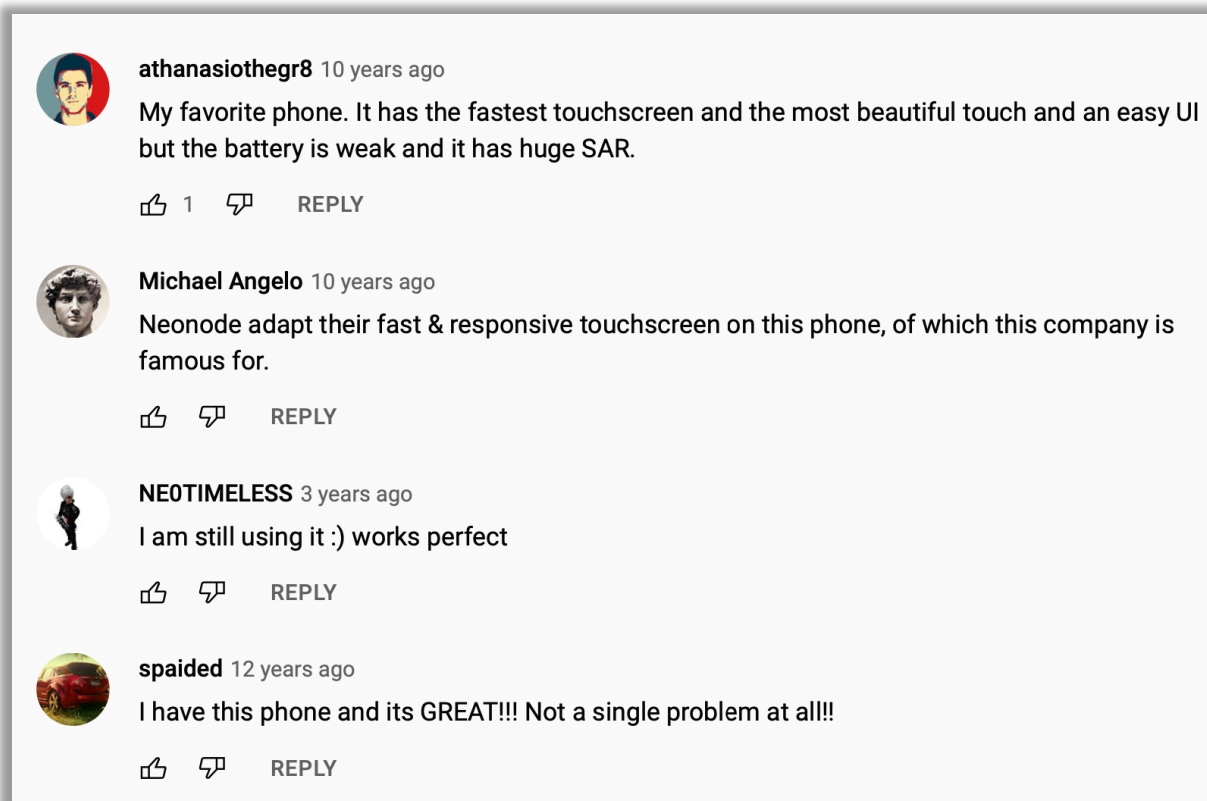 athanasiothegr8 10 years ago
My favorite phone. It has the fastest touchscreen and the most beautiful touch and an easy UI
but the battery is weak and it has huge SAR.
1 REPLY
Michael Angelo 10 years ago
Neonode adapt their fast & responsive touchscreen on this phone, of which this company is
famous for.
REPLY
NE0TIMELESS 3 years ago
I am still using it :) works perfect
REPLY
spaided 12 years ago
I have this phone and its GREAT!!! Not a single problem at all!!
REPLY